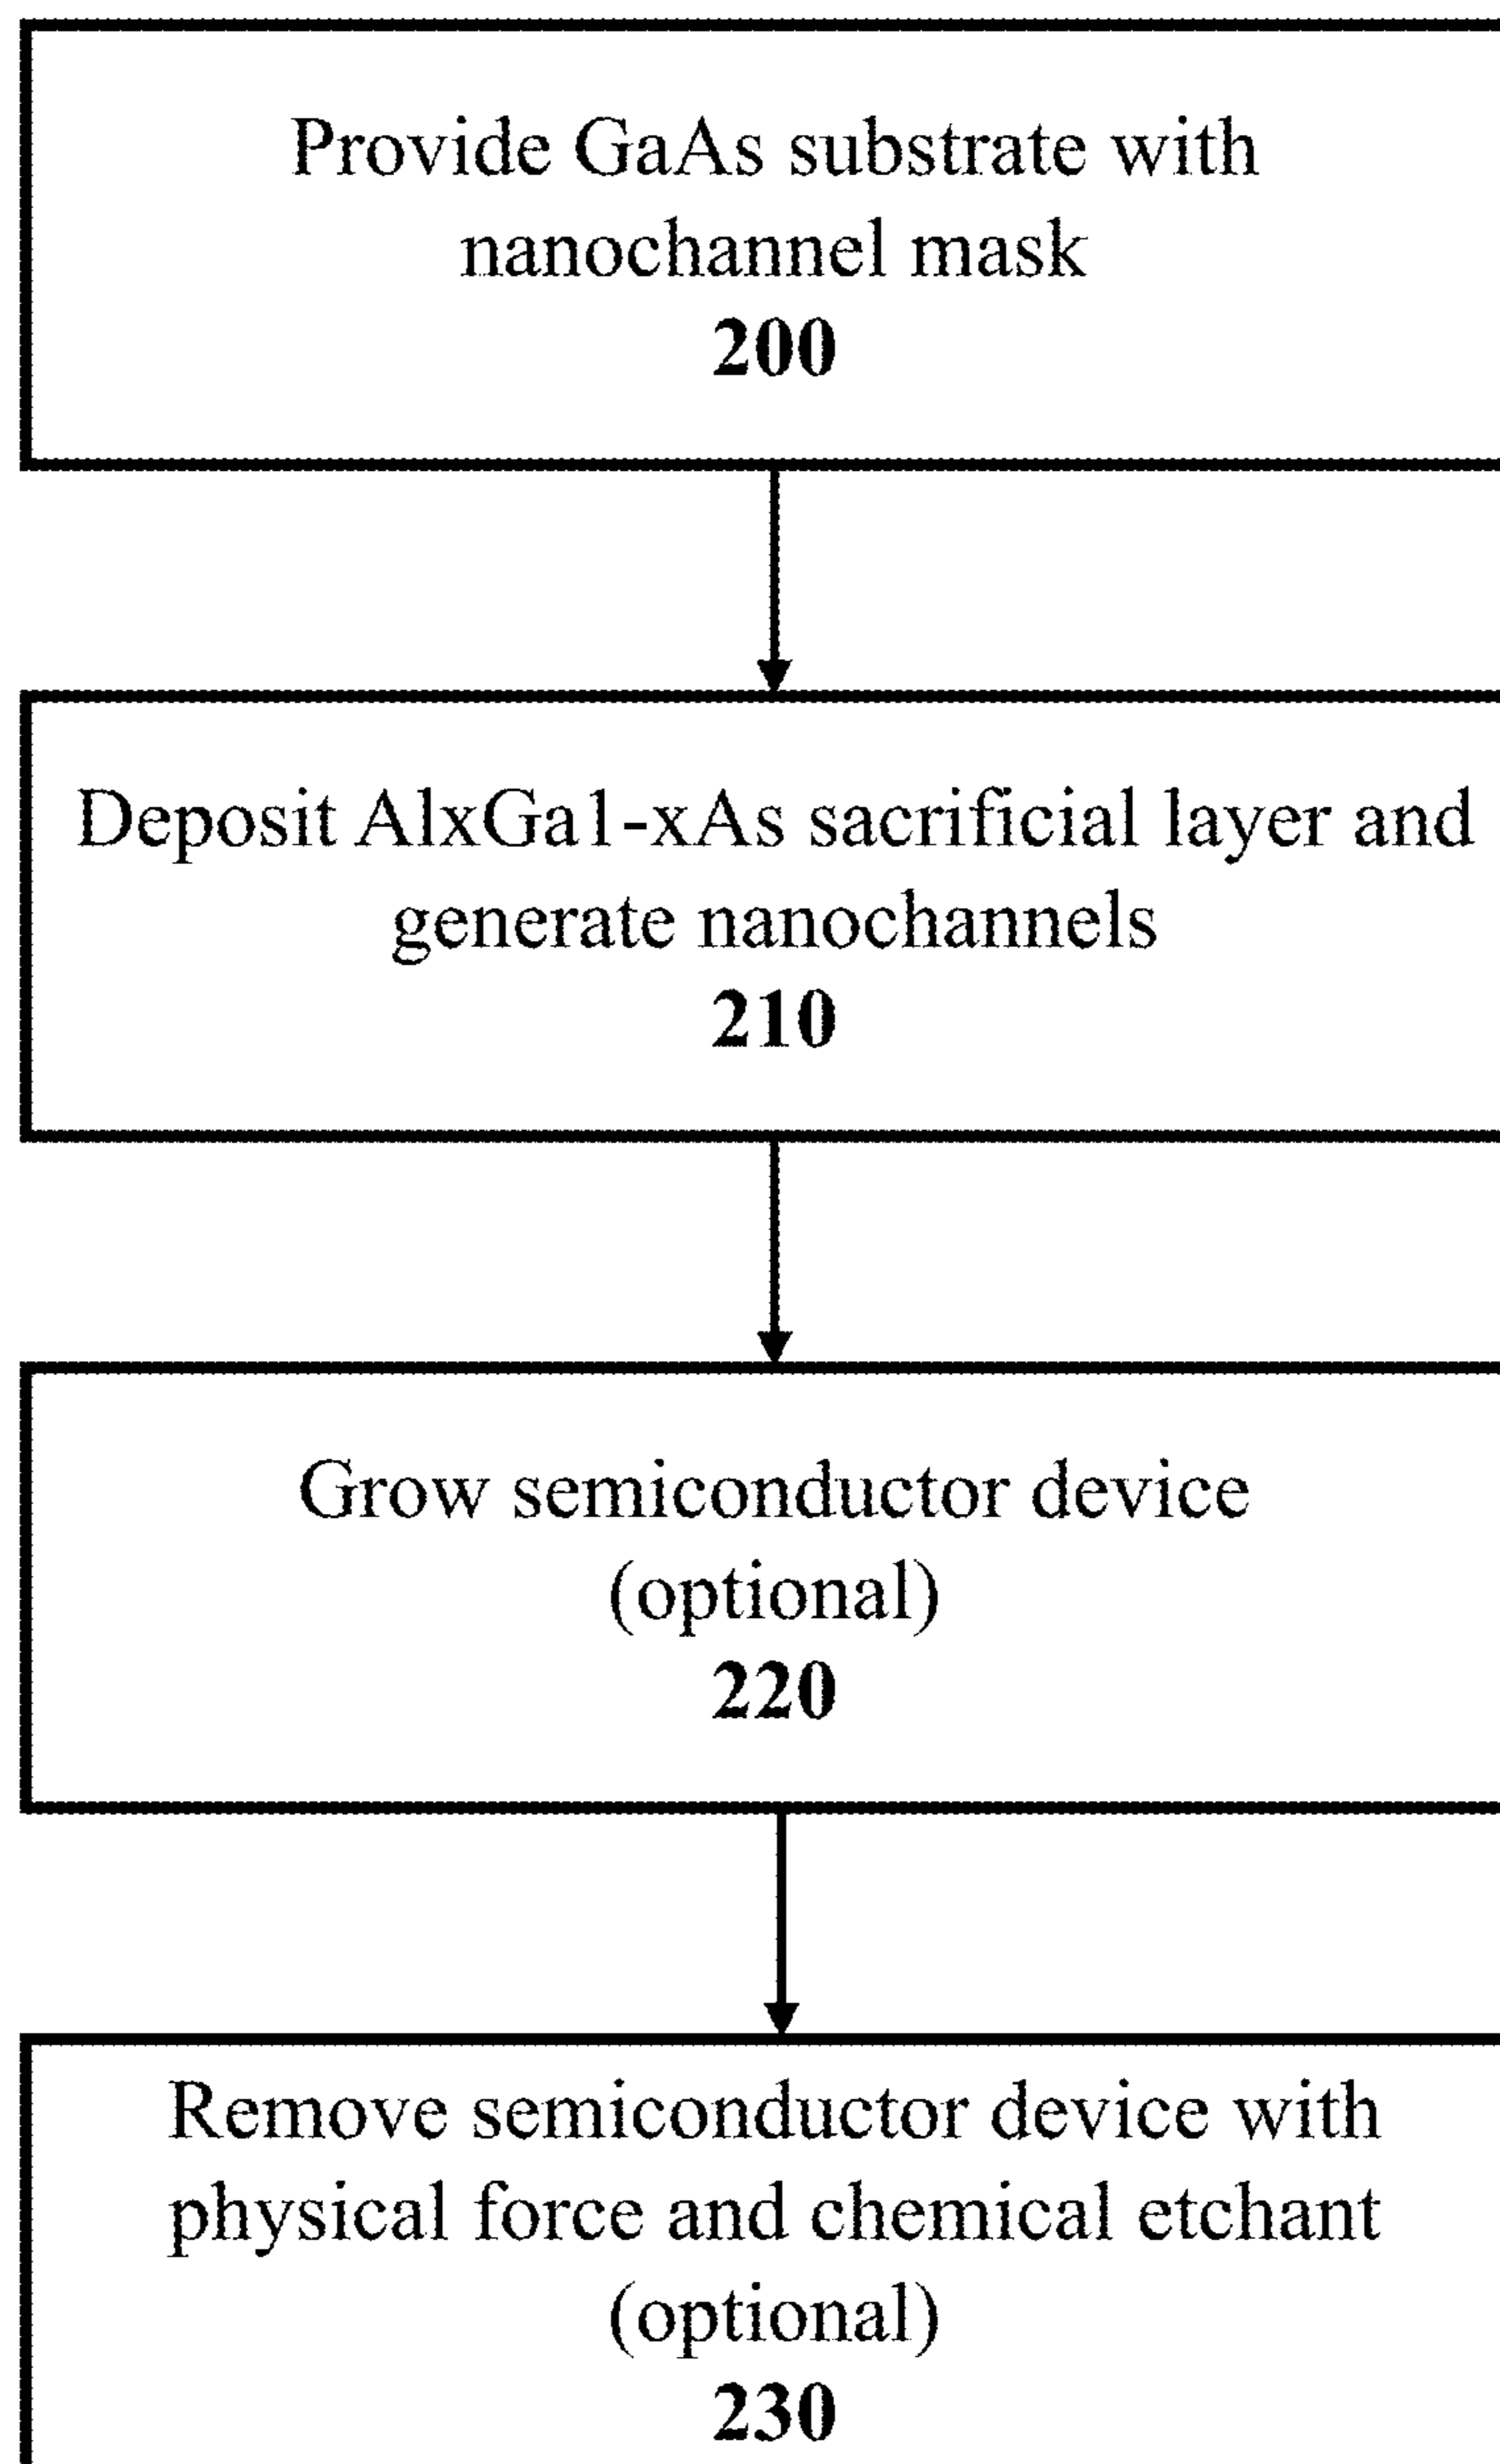 Provide GaAs substrate with
nanochannel mask
200
Deposit AlxGa1-xAs sacrificial layer and
generate nanochannels
210
Grow semiconductor device
(optional)
220
Remove semiconductor device with
physical force and chemical etchant
(optional)
230